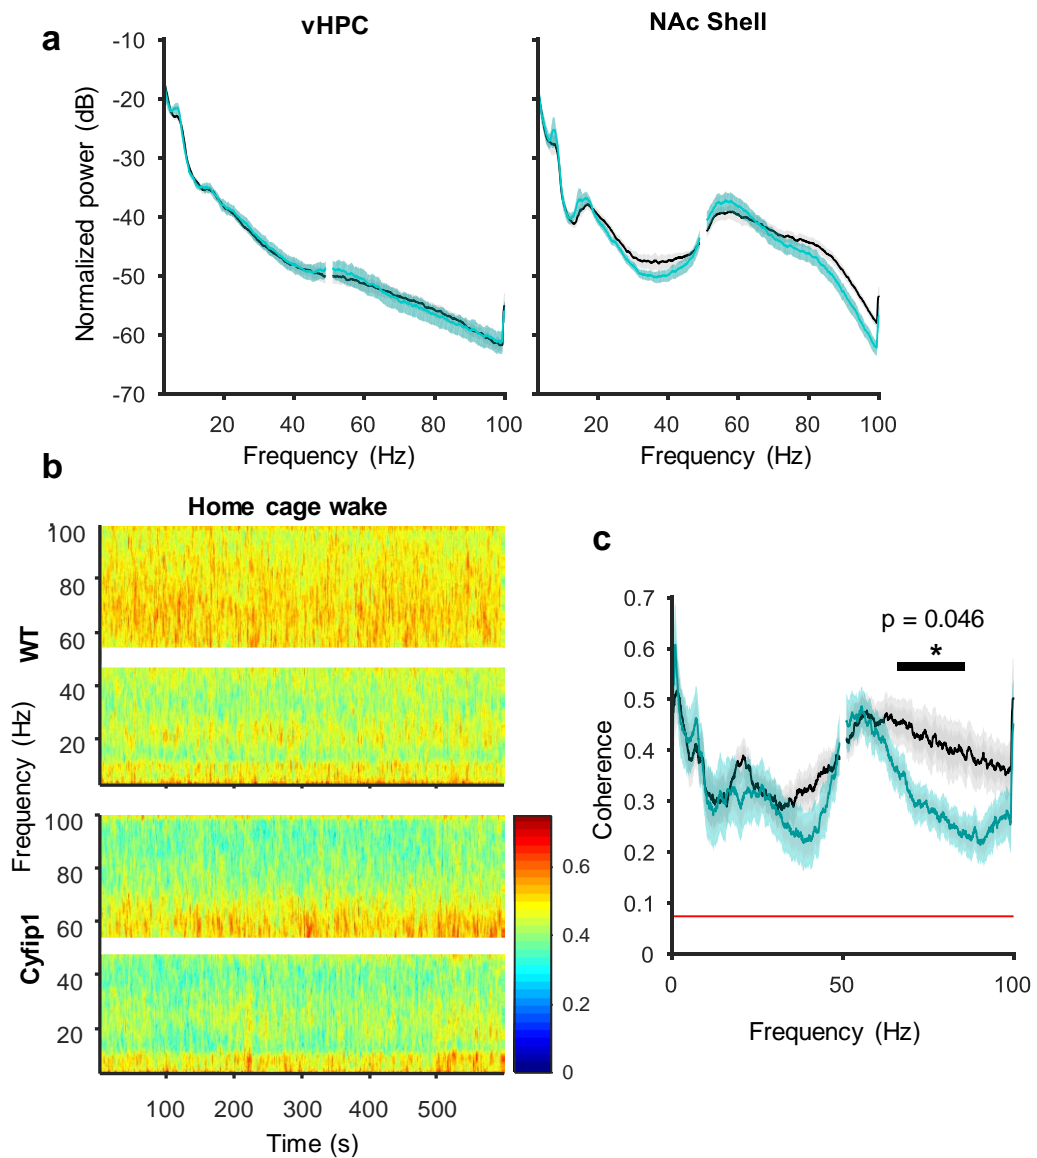 a
vHPC
NAc Shell
Normalized power (dB)
-10
-20
-30
-40
-50
-60
-70
20 40 60 80 100
20 40 60 80 100
Frequency (Hz)
Frequency (Hz)
b
Home cage wake
WT
Cyfip1
Frequency (Hz)
100
80
60
40
20
100
80
60
40
20
0.6
0.4
0.2
0
100 200 300 400 500
Time (s)
c
Coherence
0.7
0.6
0.5
0.4
0.3
0.2
0.1
0
p = 0.046
*
0 50 100
Frequency (Hz)